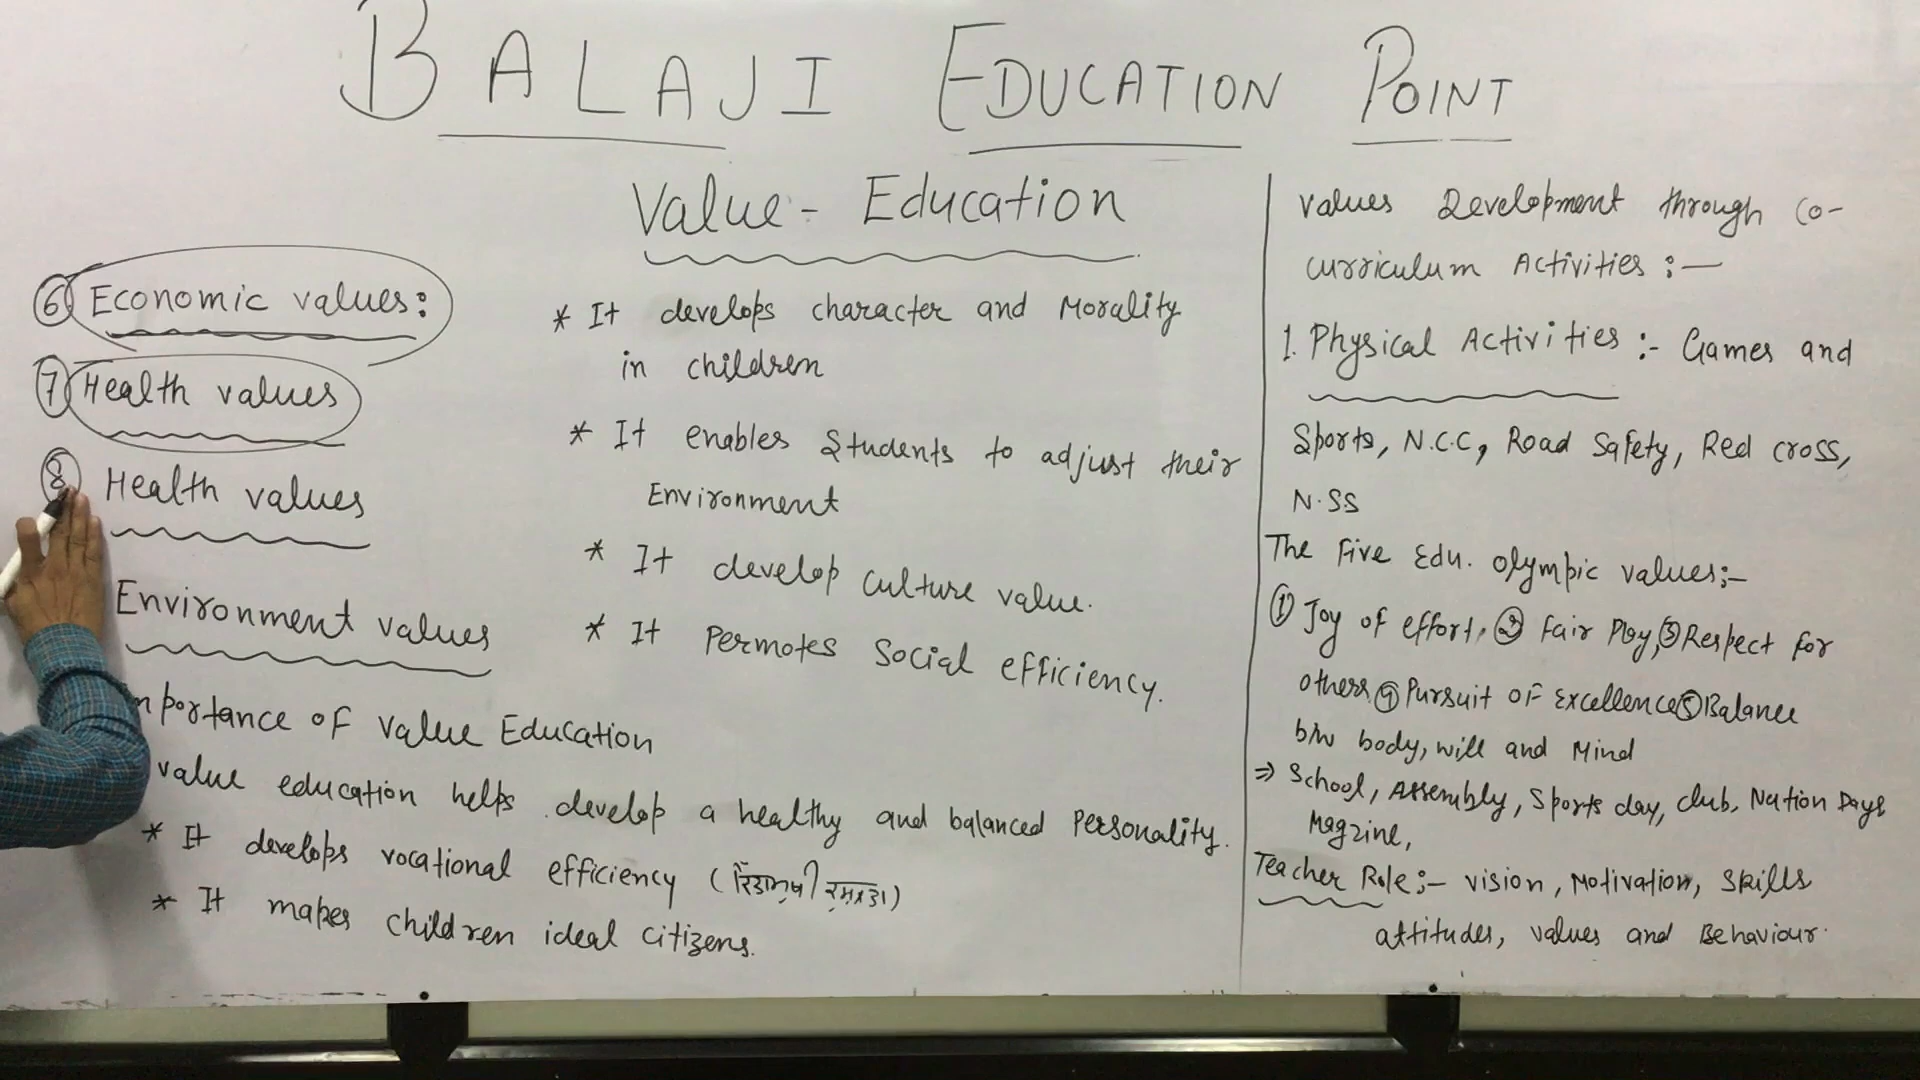 BALAJI EDUCATION POINT
Value - Education
⑥ Economic values:
⑦ Health values
⑧ Health values
Environment values
mportance of value Education
value education helps develop a healthy and balanced Personality.
* It develops vocational efficiency
* It makes children ideal citizens.
* It develops character and Morality
in children
* It enables Students to adjust their
Environment
* It develop culture value.
* It Permotes Social efficiency.
values Development through Co-
curriculum Activities :—
1. Physical Activities :- Games and
Sports, N.C.C, Road Safety, Red cross,
N.SS
The Five Edu. Olympic values:-
① Joy of effort, ② Fair Play, ③ Respect for
others ④ Pursuit of Excellence ⑤ Balance
b/w body, will and Mind
⇒ School, Assembly, Sports day, club, Nation Days
Magzine,
Teacher Role:- vision, Motivation, Skills
attitudes, values and Behaviour.